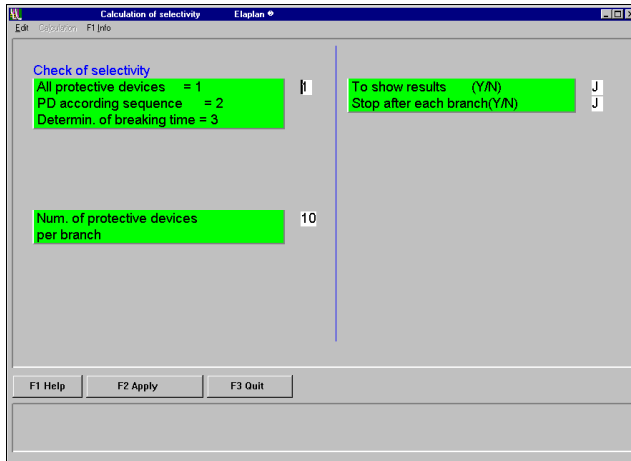 Calculation of selectivity Elaplan ®
Edit Calculation F1 Info
Check of selectivity
All protective devices = 1 1
PD according sequence = 2
Determin. of breaking time = 3
To show results (Y/N) J
Stop after each branch(Y/N) J
Num. of protective devices 10
per branch
F1 Help F2 Apply F3 Quit